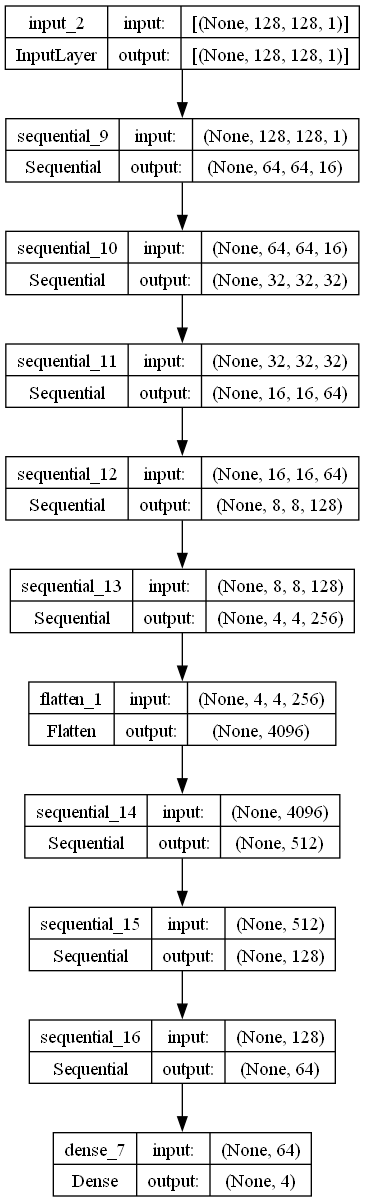 input_2 input: [(None, 128, 128, 1)]
InputLayer output: [(None, 128, 128, 1)]
sequential_9 input: (None, 128, 128, 1)
Sequential output: (None, 64, 64, 16)
sequential_10 input: (None, 64, 64, 16)
Sequential output: (None, 32, 32, 32)
sequential_11 input: (None, 32, 32, 32)
Sequential output: (None, 16, 16, 64)
sequential_12 input: (None, 16, 16, 64)
Sequential output: (None, 8, 8, 128)
sequential_13 input: (None, 8, 8, 128)
Sequential output: (None, 4, 4, 256)
flatten_1 input: (None, 4, 4, 256)
Flatten output: (None, 4096)
sequential_14 input: (None, 4096)
Sequential output: (None, 512)
sequential_15 input: (None, 512)
Sequential output: (None, 128)
sequential_16 input: (None, 128)
Sequential output: (None, 64)
dense_7 input: (None, 64)
Dense output: (None, 4)